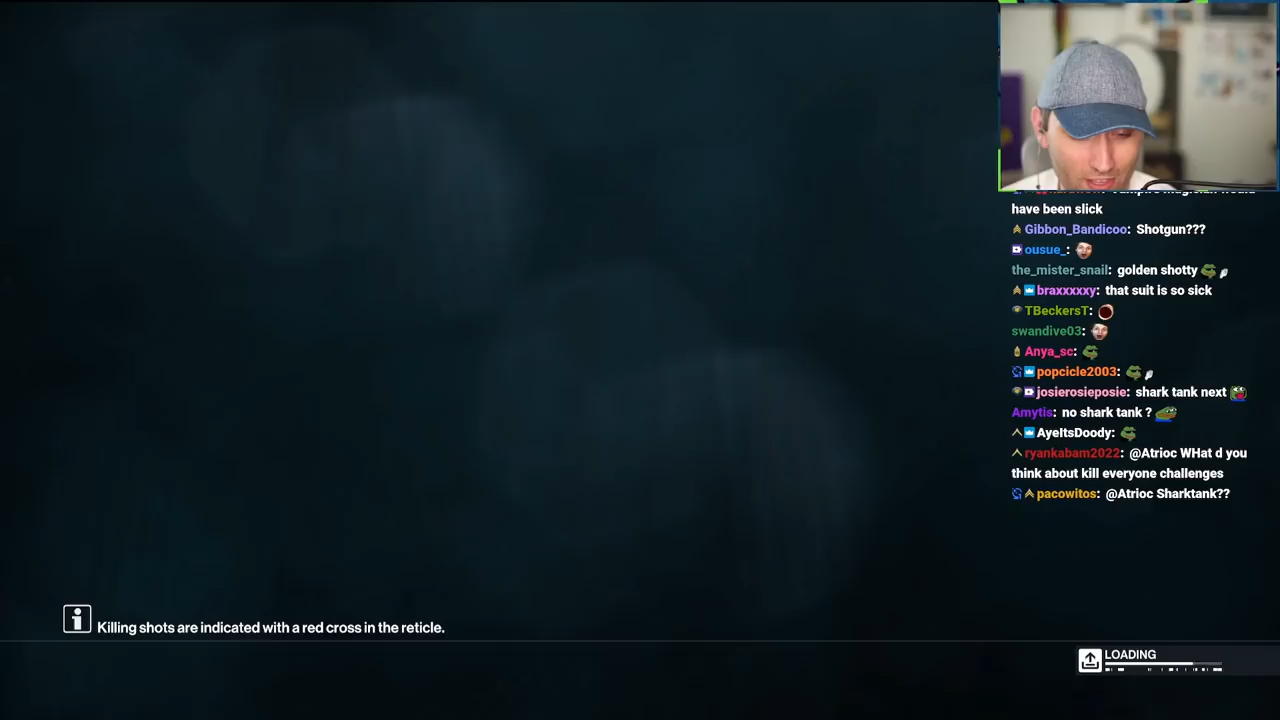 have been slick
Gibbon_Bandicoo: Shotgun???
ousue_:
the_mister_snail: golden shotty
braxxxxxy: that suit is so sick
TBeckersT:
swandive03:
Anya_sc:
popcicle2003:
josierosieposie: shark tank next
Amytis: no shark tank ?
AyeItsDoody:
ryankabam2022: @Atrioc WHat d you
think about kill everyone challenges
pacowitos: @Atrioc Sharktank??
Killing shots are indicated with a red cross in the reticle.
LOADING